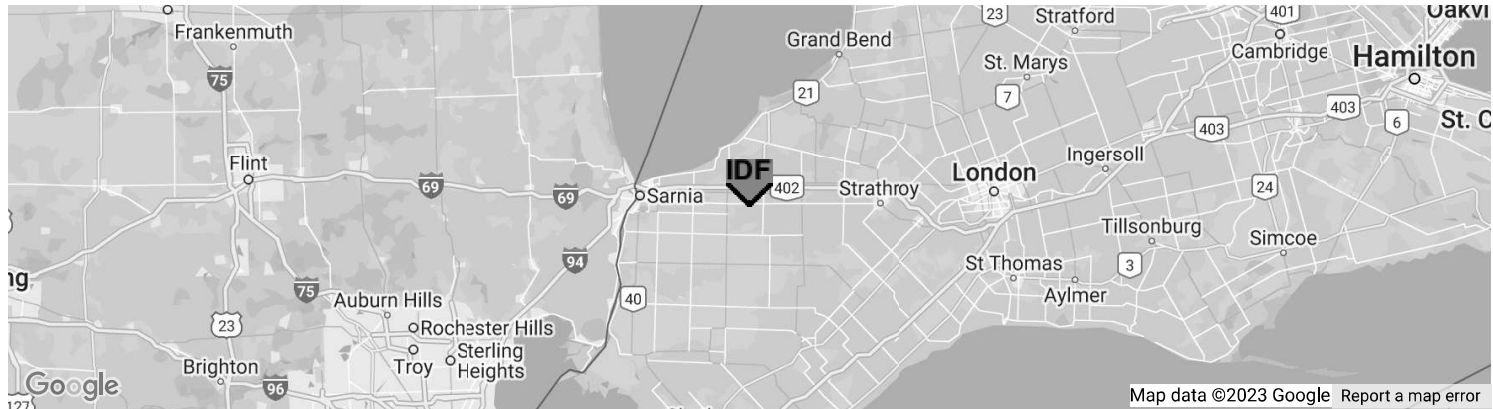 401
Oakvi
Stratford
23
Frankenmuth
Grand Bend
Cambridge
Hamilton
St. Marys
75
21
7
403
403
6
St. C
Flint
Ingersoll
IDF
London
69
69
402
Strathroy
24
Sarnia
Tillsonburg
Simcoe
94
St Thomas
3
ng
75
40
Aylmer
Auburn Hills
23
Rochester Hills
Troy
Sterling
Heights
Brighton
Google
96
127
Map data ©2023 Google
Report a map error